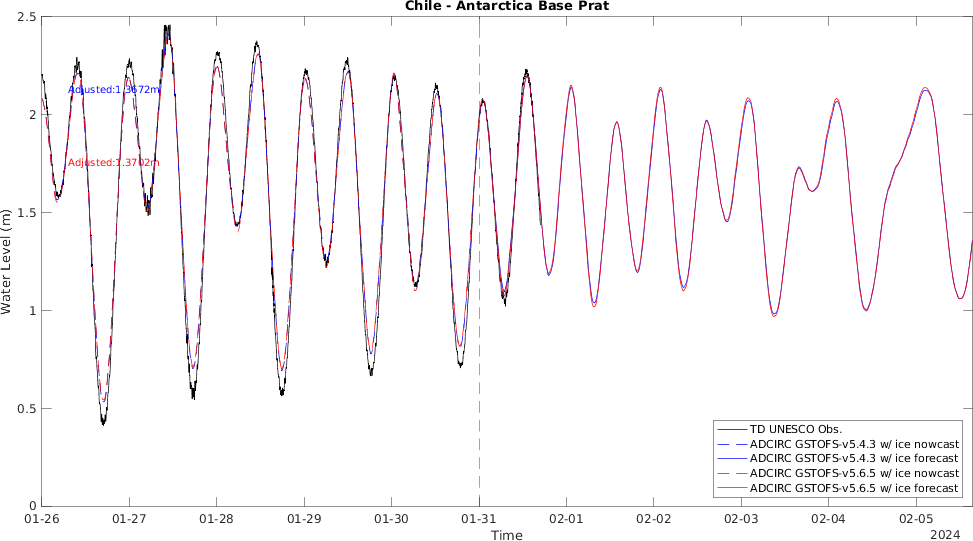 Chile - Antarctica Base Prat
2.5
2
1.5
1
0.5
0
Water Level (m)
Adjusted:1.3672m
Adjusted:1.3702m
TD UNESCO Obs.
ADCIRC GSTOFS-v5.4.3 w/ ice nowcast
ADCIRC GSTOFS-v5.4.3 w/ ice forecast
ADCIRC GSTOFS-v5.6.5 w/ ice nowcast
ADCIRC GSTOFS-v5.6.5 w/ ice forecast
01-26 01-27 01-28 01-29 01-30 01-31 02-01 02-02 02-03 02-04 02-05
Time
2024